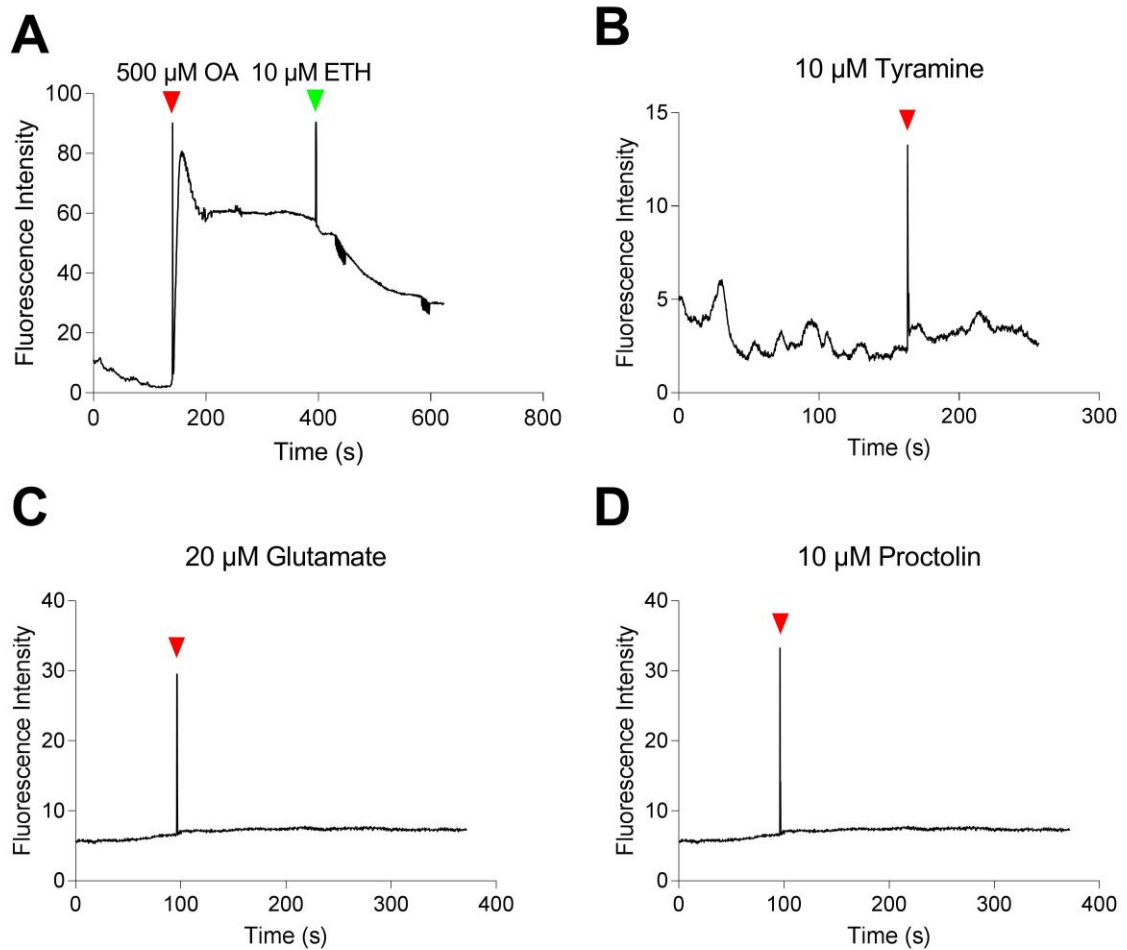 A
500 µM OA 10 µM ETH
Fluorescence Intensity
100
80
60
40
20
0
0 200 400 600 800
Time (s)
B
10 µM Tyramine
Fluorescence Intensity
15
10
5
0
0 100 200 300
Time (s)
C
20 µM Glutamate
Fluorescence Intensity
40
30
20
10
0
0 100 200 300 400
Time (s)
D
10 µM Proctolin
Fluorescence Intensity
40
30
20
10
0
0 100 200 300 400
Time (s)